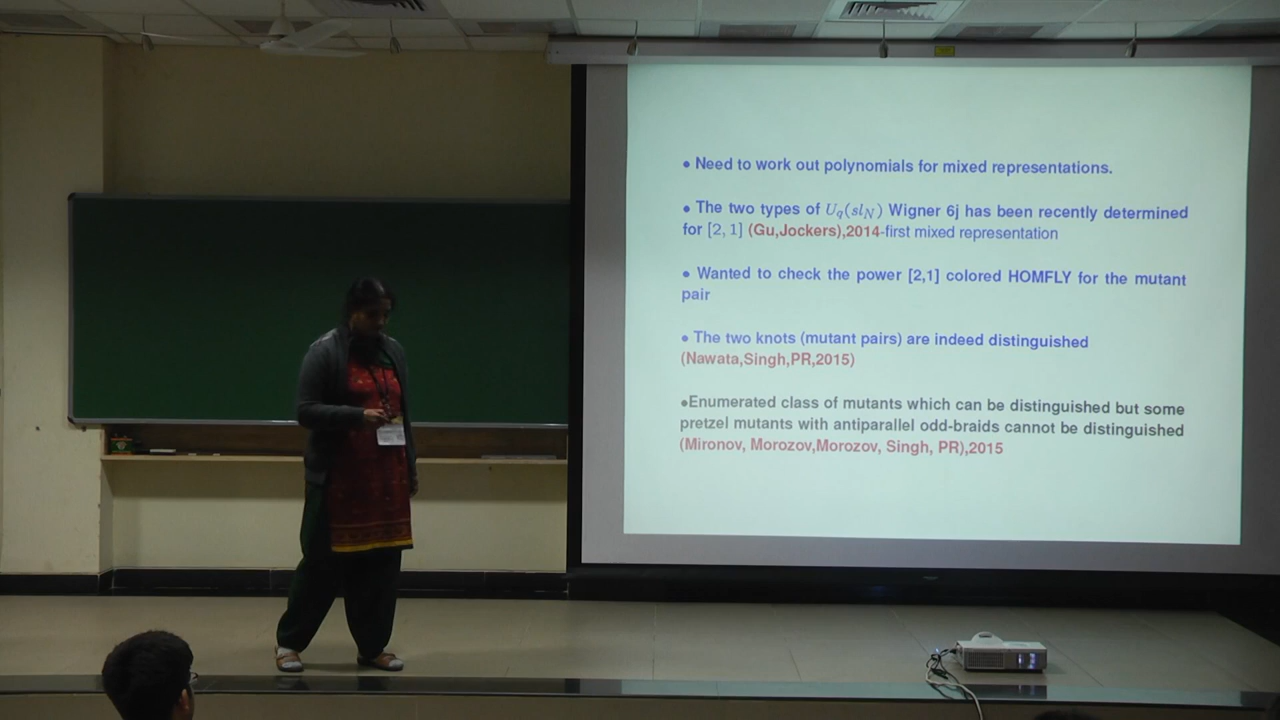 • Need to work out polynomials for mixed representations.
• The two types of U_q(sl_N) Wigner 6j has been recently determined
for [2, 1] (Gu,Jockers),2014-first mixed representation
• Wanted to check the power [2,1] colored HOMFLY for the mutant
pair
• The two knots (mutant pairs) are indeed distinguished
(Nawata,Singh,PR,2015)
•Enumerated class of mutants which can be distinguished but some
pretzel mutants with antiparallel odd-braids cannot be distinguished
(Mironov, Morozov,Morozov, Singh, PR),2015